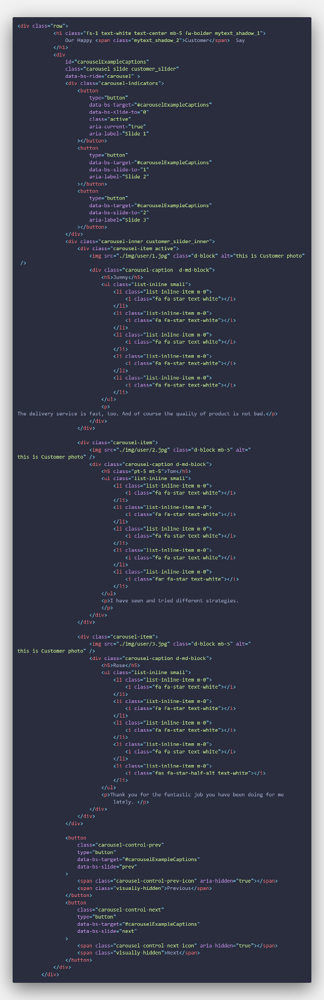 <div class="row">
            <h1 class="fs-1 text-white text-center mb-5 fw-bolder mytext_shadow_1">
                Our Happy <span class="mytext_shadow_2">Customer</span>  Say
            </h1>
            <div
                id="carouselExampleCaptions"
                class="carousel slide customer_slider"
                data-bs-ride="carousel" >
                <div class="carousel-indicators">
                    <button
                        type="button"
                        data-bs-target="#carouselExampleCaptions"
                        data-bs-slide-to="0"
                        class="active"
                        aria-current="true"
                        aria-label="Slide 1"
                    ></button>
                    <button
                        type="button"
                        data-bs-target="#carouselExampleCaptions"
                        data-bs-slide-to="1"
                        aria-label="Slide 2"
                    ></button>
                    <button
                        type="button"
                        data-bs-target="#carouselExampleCaptions"
                        data-bs-slide-to="2"
                        aria-label="Slide 3"
                    ></button>
                </div>
                <div class="carousel-inner customer_slider_inner">
                    <div class="carousel-item active">
                        <img src="./img/user/1.jpg" class="d-block" alt="this is Customer photo"
 />
                        <div class="carousel-caption  d-md-block">
                            <h5>Jummy</h5>
                            <ul class="list-inline small">
                                <li class="list-inline-item m-0">
                                    <i class="fa fa-star text-white"></i>
                                </li>
                                <li class="list-inline-item m-0">
                                    <i class="fa fa-star text-white"></i>
                                </li>
                                <li class="list-inline-item m-0">
                                    <i class="fa fa-star text-white"></i>
                                </li>
                                <li class="list-inline-item m-0">
                                    <i class="fa fa-star text-white"></i>
                                </li>
                                <li class="list-inline-item m-0">
                                    <i class="fa fa-star text-white"></i>
                                </li>
                            </ul>
                            <p>
The delivery service is fast, too. And of course the quality of product is not bad.</p>
                        </div>
                    </div>

                    <div class="carousel-item">
                        <img src="./img/user/2.jpg" class="d-block mb-5" alt="
this is Customer photo" />
                        <div class="carousel-caption d-md-block">
                            <h5 class="pt-5 mt-5">Tom</h5>
                            <ul class="list-inline small">
                                <li class="list-inline-item m-0">
                                    <i class="fa fa-star text-white"></i>
                                </li>
                                <li class="list-inline-item m-0">
                                    <i class="fa fa-star text-white"></i>
                                </li>
                                <li class="list-inline-item m-0">
                                    <i class="fa fa-star text-white"></i>
                                </li>
                                <li class="list-inline-item m-0">
                                    <i class="fa fa-star text-white"></i>
                                </li>
                                <li class="list-inline-item m-0">
                                    <i class="far fa-star text-white"></i>
                                </li>
                            </ul>
                            <p>I have seen and tried different strategies.
                            </p>
                        </div>
                    </div>

                    <div class="carousel-item">
                        <img src="./img/user/3.jpg" class="d-block mb-5" alt="
this is Customer photo" />
                        <div class="carousel-caption d-md-block">
                            <h5>Rose</h5>
                            <ul class="list-inline small">
                                <li class="list-inline-item m-0">
                                    <i class="fa fa-star text-white"></i>
                                </li>
                                <li class="list-inline-item m-0">
                                    <i class="fa fa-star text-white"></i>
                                </li>
                                <li class="list-inline-item m-0">
                                    <i class="fa fa-star text-white"></i>
                                </li>
                                <li class="list-inline-item m-0">
                                    <i class="fa fa-star text-white"></i>
                                </li>
                                <li class="list-inline-item m-0">
                                    <i class="fas fa-star-half-alt text-white"></i>
                                </li>
                            </ul>
                            <p>Thank you for the fantastic job you have been doing for me
                                lately. </p>
                        </div>
                    </div>
                </div>

                <button
                    class="carousel-control-prev"
                    type="button"
                    data-bs-target="#carouselExampleCaptions"
                    data-bs-slide="prev"
                >
                    <span class="carousel-control-prev-icon" aria-hidden="true"></span>
                    <span class="visually-hidden">Previous</span>
                </button>
                <button
                    class="carousel-control-next"
                    type="button"
                    data-bs-target="#carouselExampleCaptions"
                    data-bs-slide="next"
                >
                    <span class="carousel-control-next-icon" aria-hidden="true"></span>
                    <span class="visually-hidden">Next</span>
                </button>
            </div>
        </div>